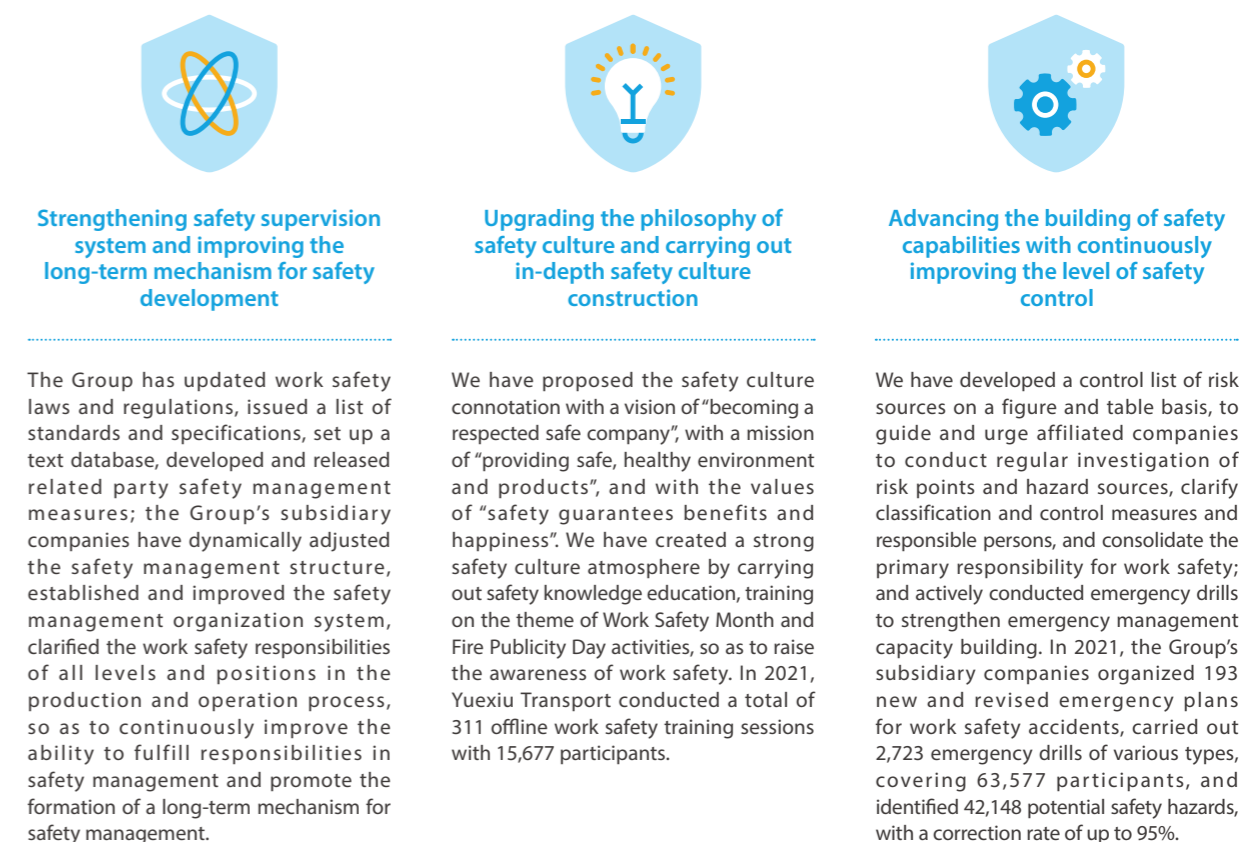 Strengthening safety supervision
system and improving the
long-term mechanism for safety
development
The Group has updated work safety
laws and regulations, issued a list of
standards and specifications, set up a
text database, developed and released
related party safety management
measures; the Group’s subsidiary
companies have dynamically adjusted
the safety management structure,
established and improved the safety
management organization system,
clarified the work safety responsibilities
of all levels and positions in the
production and operation process,
so as to continuously improve the
ability to fulfill responsibilities in
safety management and promote the
formation of a long-term mechanism for
safety management.
Upgrading the philosophy of
safety culture and carrying out
in-depth safety culture
construction
We have proposed the safety culture
connotation with a vision of “becoming a
respected safe company”, with a mission
of “providing safe, healthy environment
and products”, and with the values
of “safety guarantees benefits and
happiness”. We have created a strong
safety culture atmosphere by carrying
out safety knowledge education, training
on the theme of Work Safety Month and
Fire Publicity Day activities, so as to raise
the awareness of work safety. In 2021,
Yuexiu Transport conducted a total of
311 offline work safety training sessions
with 15,677 participants.
Advancing the building of safety
capabilities with continuously
improving the level of safety
control
We have developed a control list of risk
sources on a figure and table basis, to
guide and urge affiliated companies
to conduct regular investigation of
risk points and hazard sources, clarify
classification and control measures and
responsible persons, and consolidate the
primary responsibility for work safety;
and actively conducted emergency drills
to strengthen emergency management
capacity building. In 2021, the Group’s
subsidiary companies organized 193
new and revised emergency plans
for work safety accidents, carried out
2,723 emergency drills of various types,
covering 63,577 participants, and
identified 42,148 potential safety hazards,
with a correction rate of up to 95%.